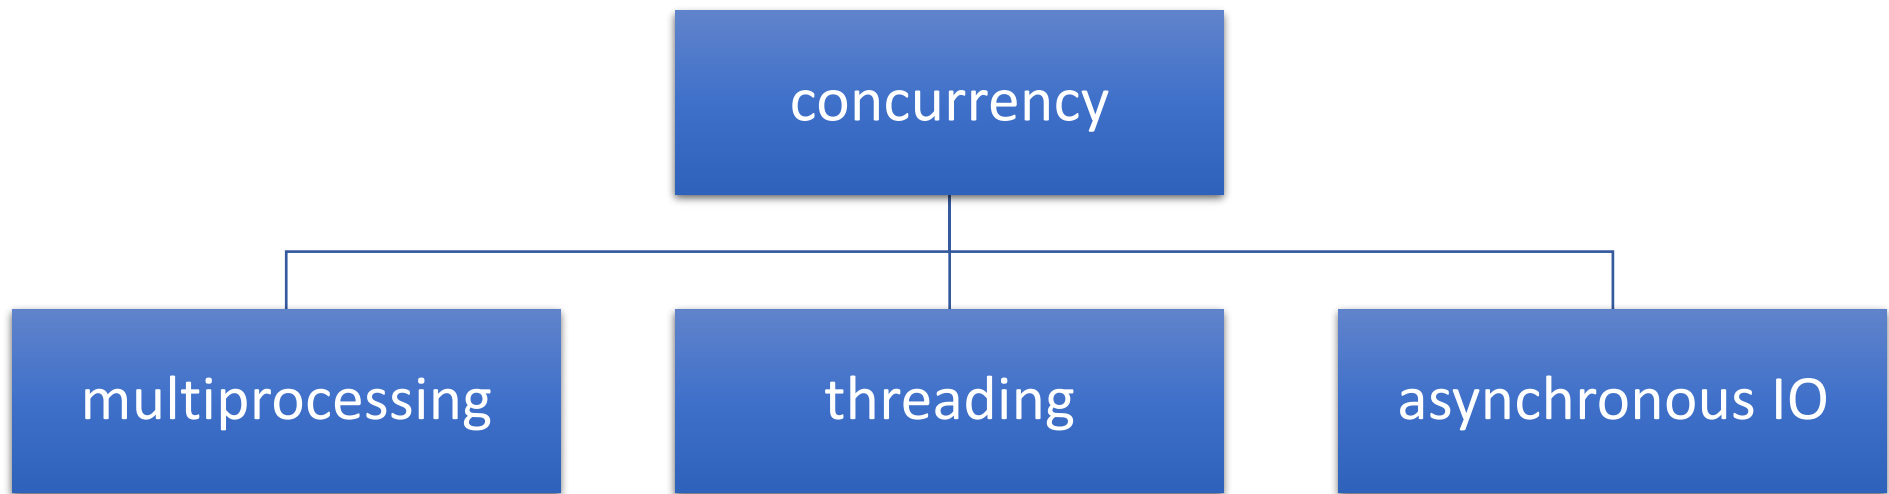 concurrency
multiprocessing
threading
asynchronous IO